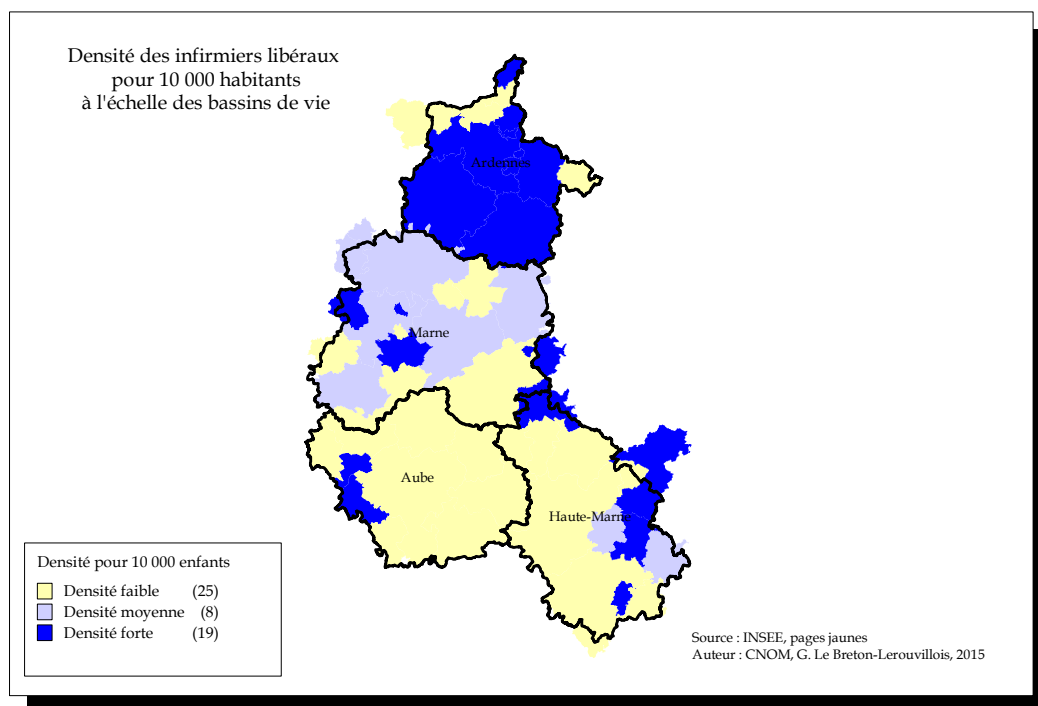 Densité des infirmiers libéraux
pour 10 000 habitants
à l'échelle des bassins de vie
Ardennes
Marne
Aube
Haute-Marne
Densité pour 10 000 enfants
Densité faible (25)
Densité moyenne (8)
Densité forte (19)
Source : INSEE, pages jaunes
Auteur : CNOM, G. Le Breton-Lerouvillois, 2015